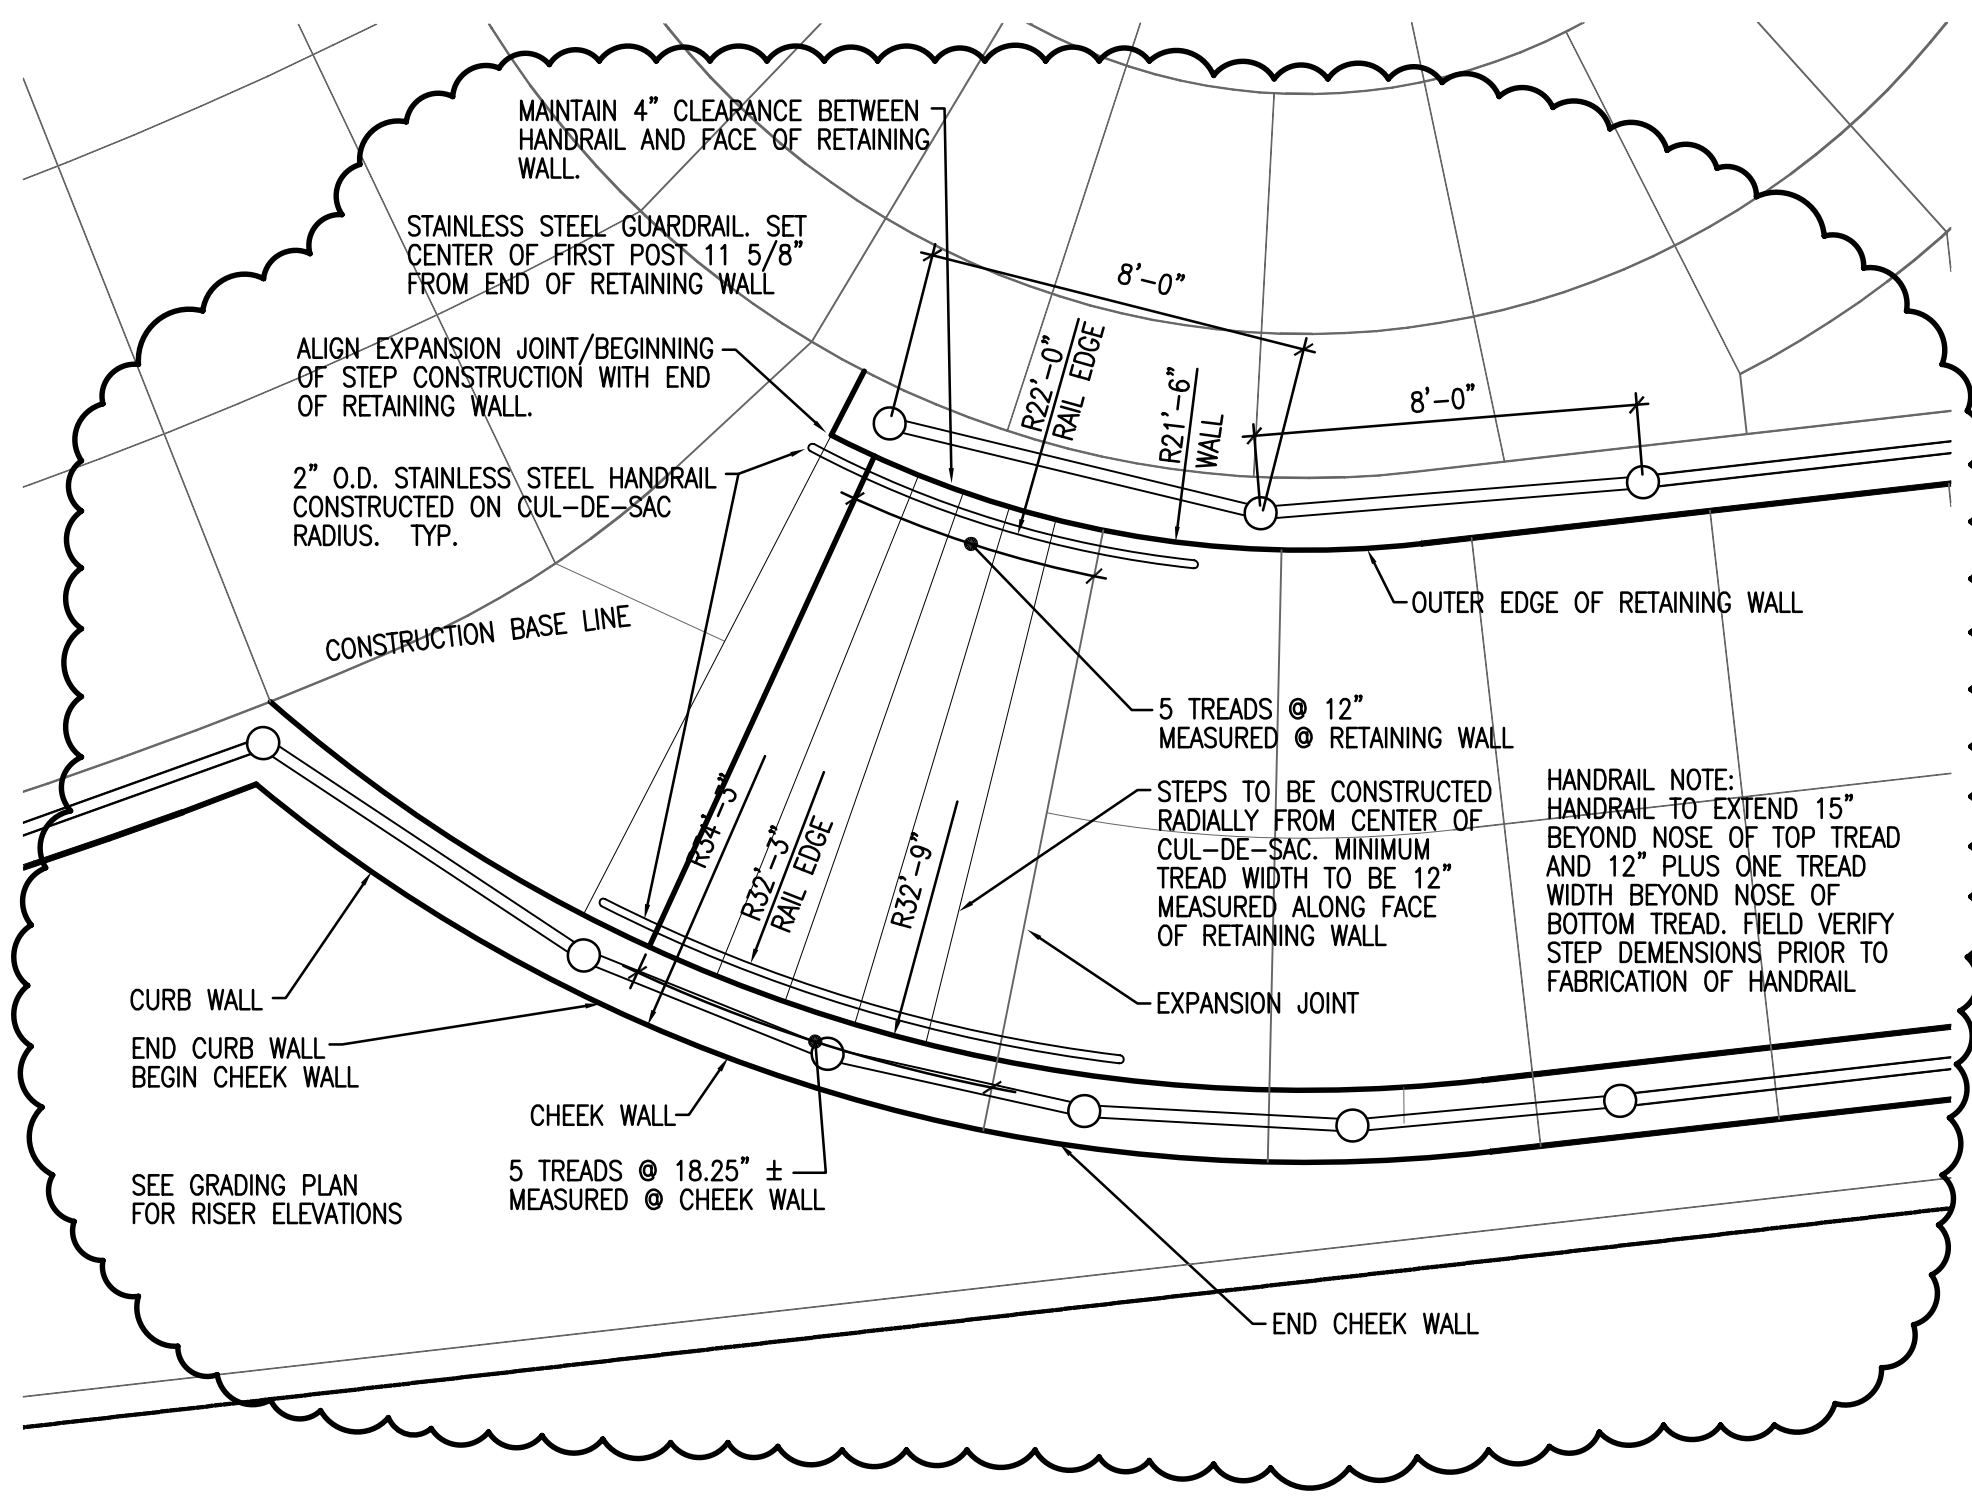 MAINTAIN 4" CLEARANCE BETWEEN
HANDRAIL AND FACE OF RETAINING
WALL.
STAINLESS STEEL GUARDRAIL. SET
CENTER OF FIRST POST 11 5/8"
FROM END OF RETAINING WALL
ALIGN EXPANSION JOINT/BEGINNING
OF STEP CONSTRUCTION WITH END
OF RETAINING WALL.
2" O.D. STAINLESS STEEL HANDRAIL
CONSTRUCTED ON CUL-DE-SAC
RADIUS. TYP.
CONSTRUCTION BASE LINE
8'-0"
8'-0"
R22'-0"
RAIL EDGE
R21'-6"
WALL
OUTER EDGE OF RETAINING WALL
5 TREADS @ 12"
MEASURED @ RETAINING WALL
STEPS TO BE CONSTRUCTED
RADIALLY FROM CENTER OF
CUL-DE-SAC. MINIMUM
TREAD WIDTH TO BE 12"
MEASURED ALONG FACE
OF RETAINING WALL
HANDRAIL NOTE:
HANDRAIL TO EXTEND 15"
BEYOND NOSE OF TOP TREAD
AND 12" PLUS ONE TREAD
WIDTH BEYOND NOSE OF
BOTTOM TREAD. FIELD VERIFY
STEP DEMENSIONS PRIOR TO
FABRICATION OF HANDRAIL
R34'-5"
R32'-3"
RAIL EDGE
R32'-9"
EXPANSION JOINT
CURB WALL
END CURB WALL
BEGIN CHEEK WALL
CHEEK WALL
5 TREADS @ 18.25" ±
MEASURED @ CHEEK WALL
SEE GRADING PLAN
FOR RISER ELEVATIONS
END CHEEK WALL